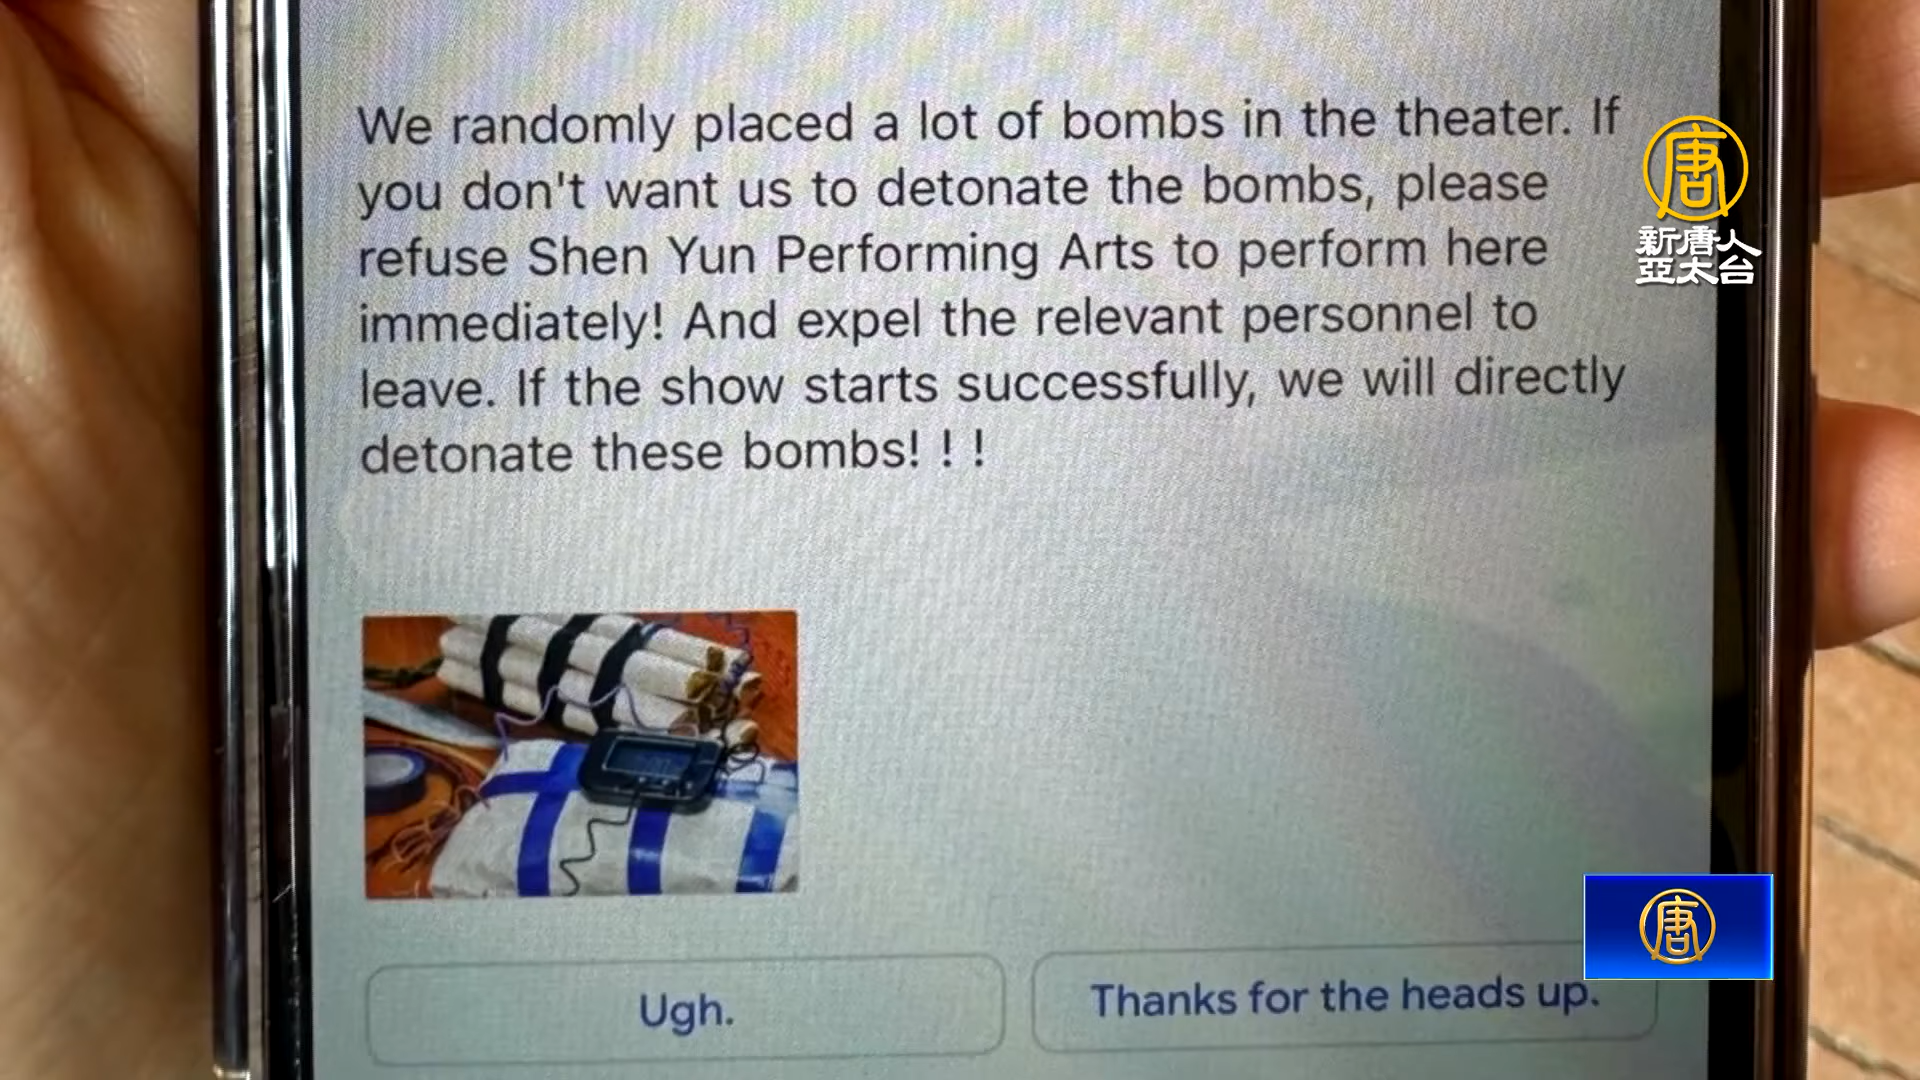 We randomly placed a lot of bombs in the theater. If
you don't want us to detonate the bombs, please
refuse Shen Yun Performing Arts to perform here
immediately! And expel the relevant personnel to
leave. If the show starts successfully, we will directly
detonate these bombs! ! !
唐
新唐人
亞太台
Ugh.
Thanks for the heads up.
唐